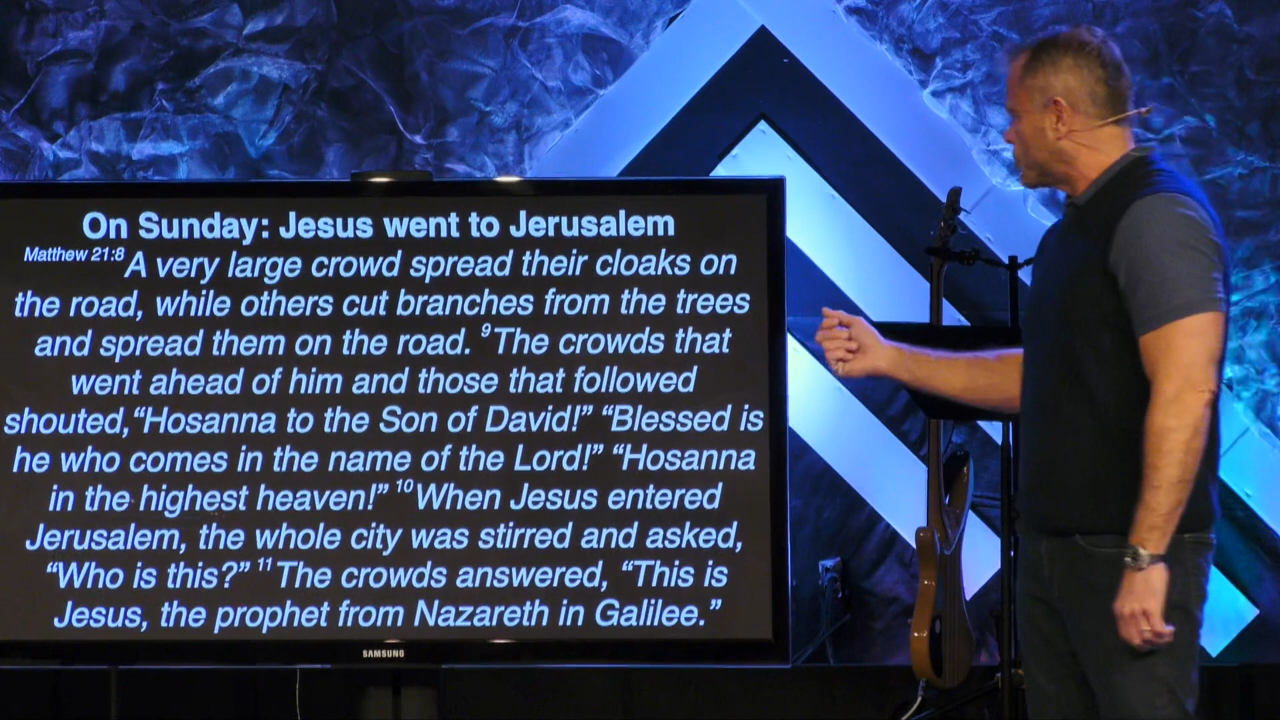 On Sunday: Jesus went to Jerusalem
Matthew 21:8 A very large crowd spread their cloaks on
the road, while others cut branches from the trees
and spread them on the road. 9 The crowds that
went ahead of him and those that followed
shouted, “Hosanna to the Son of David!” “Blessed is
he who comes in the name of the Lord!” “Hosanna
in the highest heaven!” 10 When Jesus entered
Jerusalem, the whole city was stirred and asked,
“Who is this?” 11 The crowds answered, “This is
Jesus, the prophet from Nazareth in Galilee.”
SAMSUNG